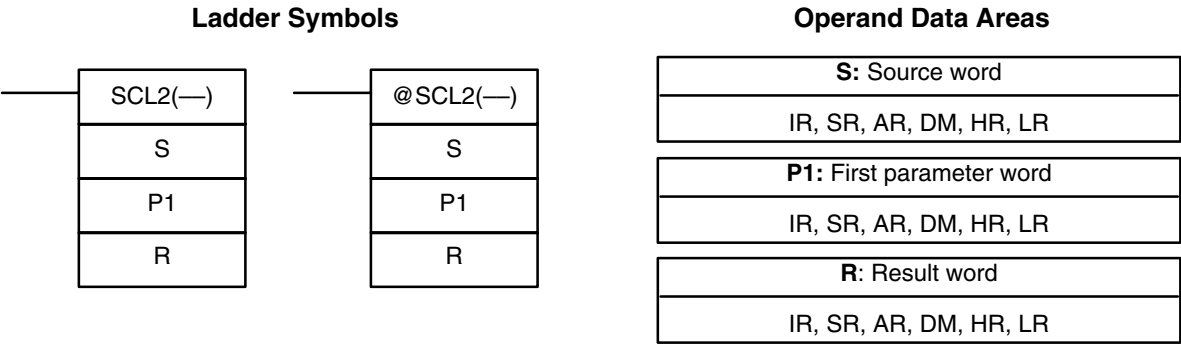 Ladder Symbols
SCL2(––)
S
P1
R
@SCL2(––)
S
P1
R
Operand Data Areas
S: Source word
IR, SR, AR, DM, HR, LR
P1: First parameter word
IR, SR, AR, DM, HR, LR
R: Result word
IR, SR, AR, DM, HR, LR